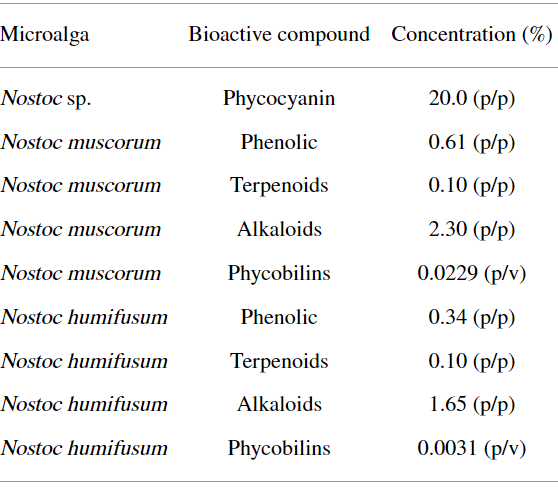 Microalga Bioactive compound Concentration (%)
Nostoc sp. Phycocyanin 20.0 (p/p)
Nostoc muscorum Phenolic 0.61 (p/p)
Nostoc muscorum Terpenoids 0.10 (p/p)
Nostoc muscorum Alkaloids 2.30 (p/p)
Nostoc muscorum Phycobilins 0.0229 (p/v)
Nostoc humifusum Phenolic 0.34 (p/p)
Nostoc humifusum Terpenoids 0.10 (p/p)
Nostoc humifusum Alkaloids 1.65 (p/p)
Nostoc humifusum Phycobilins 0.0031 (p/v)